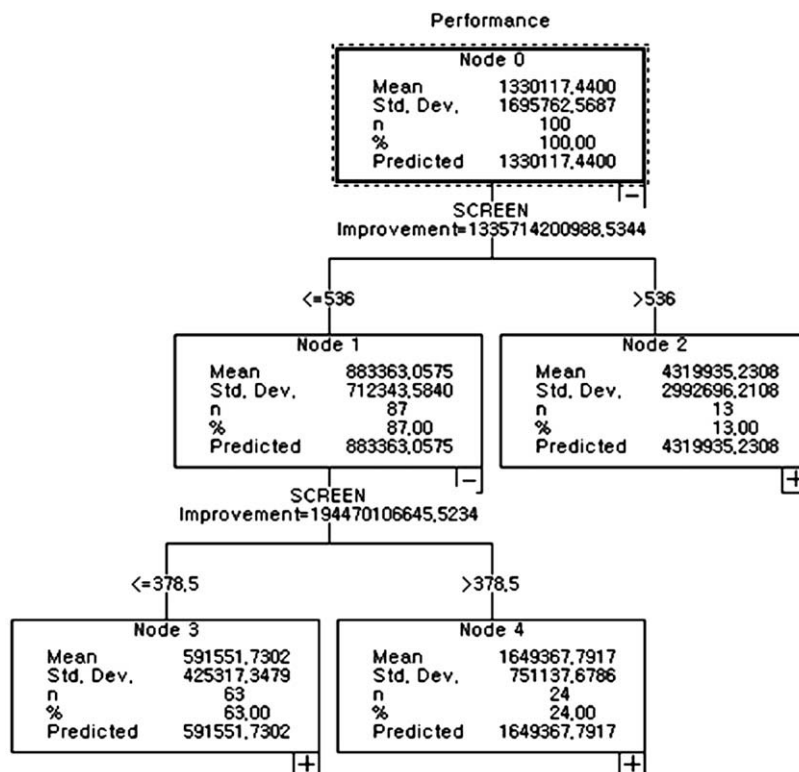 Performance
Node 0
Mean 1330117,4400
Std, Dev, 1695762,5687
n 100
% 100,00
Predicted 1330117,4400
SCREEN
Improvement=1335714200988,5344
<=536
>536
Node 1
Mean 883363,0575
Std, Dev, 712343,5840
n 87
% 87,00
Predicted 883363,0575
Node 2
Mean 4319935,2308
Std, Dev, 2992696,2108
n 13
% 13,00
Predicted 4319935,2308
SCREEN
Improvement=194470106645,5234
<=378,5
>378,5
Node 3
Mean 591551,7302
Std, Dev, 425317,3479
n 63
% 63,00
Predicted 591551,7302
Node 4
Mean 1649367,7917
Std, Dev, 751137,6786
n 24
% 24,00
Predicted 1649367,7917